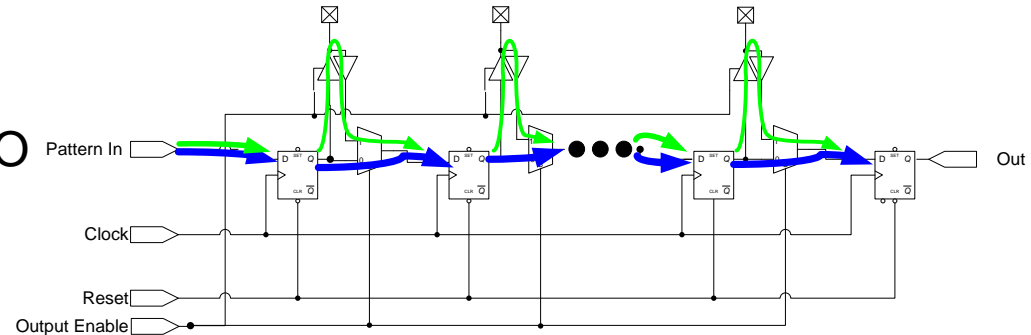 O
Pattern In
Out
D SET Q
CLR Q
D SET Q
CLR Q
D SET Q
CLR Q
D SET Q
CLR Q
Clock
Reset
Output Enable